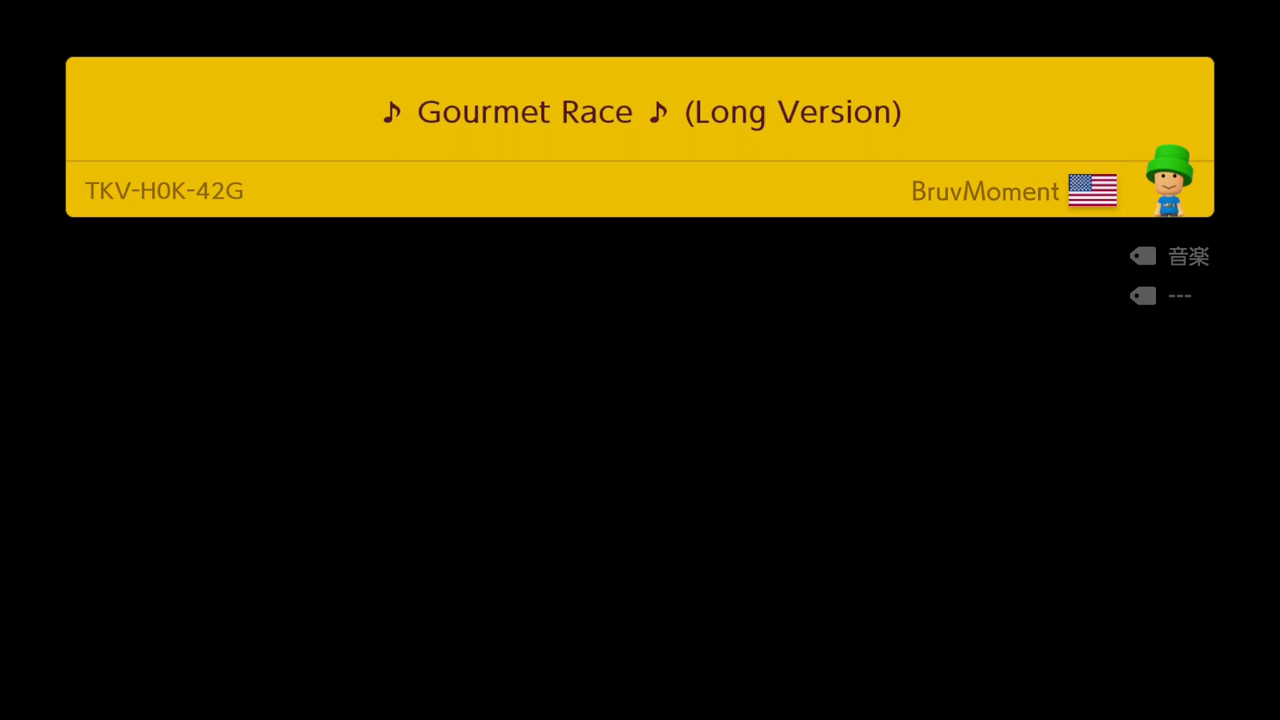 ♪ Gourmet Race ♪ (Long Version)
TKV-H0K-42G
BruvMoment
音楽
---